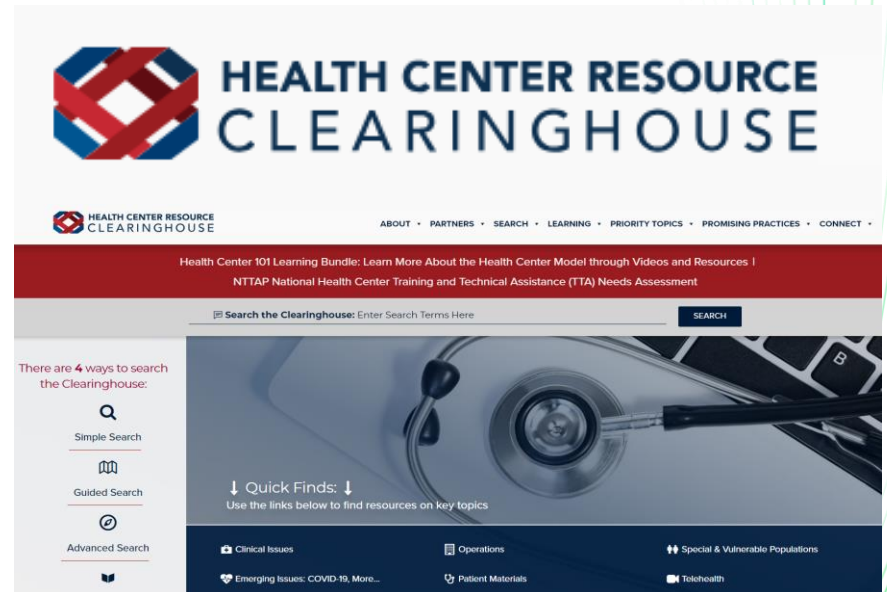 HEALTH CENTER RESOURCE
CLEARINGHOUSE
HEALTH CENTER RESOURCE
CLEARINGHOUSE
ABOUT PARTNERS SEARCH LEARNING PRIORITY TOPICS PROMISING PRACTICES CONNECT
Health Center 101 Learning Bundle: Learn More About the Health Center Model through Videos and Resources |
NTTAP National Health Center Training and Technical Assistance (TTA) Needs Assessment
Search the Clearinghouse: Enter Search Terms Here
SEARCH
There are 4 ways to search
the Clearinghouse:
Simple Search
Guided Search
Advanced Search
B
↓ Quick Finds: ↓
Use the links below to find resources on key topics
Clinical Issues
Operations
Special & Vulnerable Populations
Emerging Issues: COVID-19, More...
Patient Materials
Telehealth